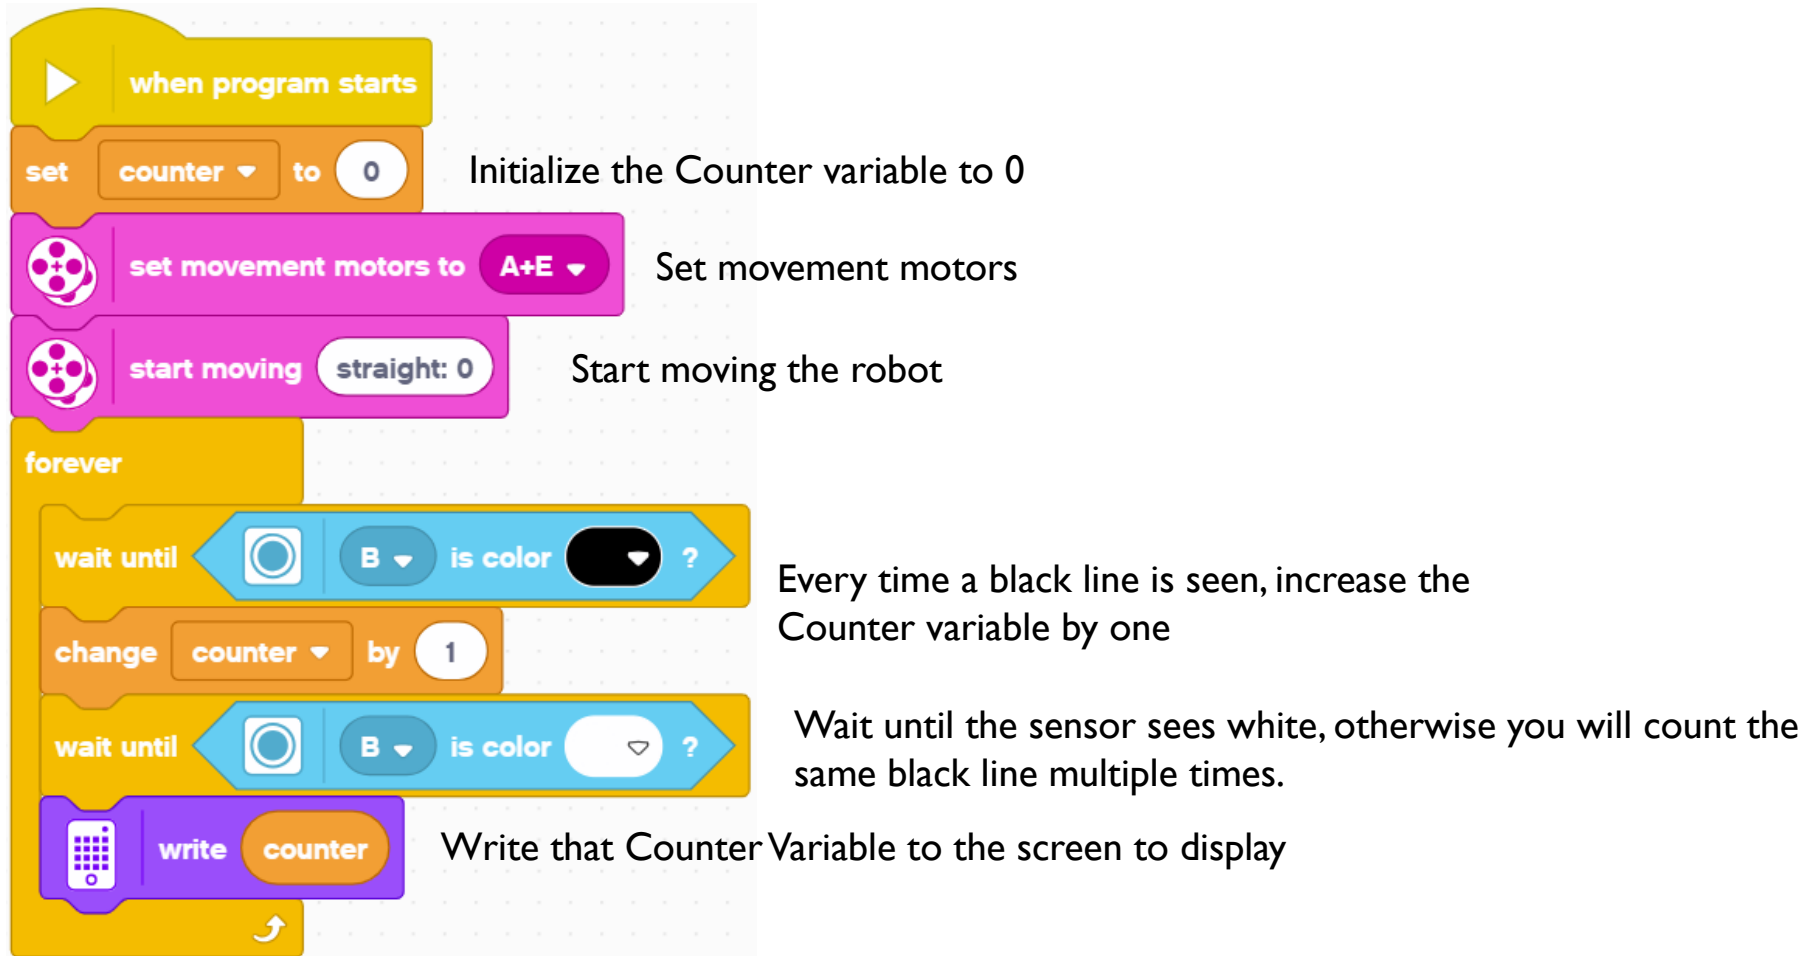 when program starts
set counter to 0 Initialize the Counter variable to 0
set movement motors to A+E Set movement motors
start moving straight: 0 Start moving the robot
forever
wait until B is color ?
Every time a black line is seen, increase the
Counter variable by one
change counter by 1
wait until B is color ?
Wait until the sensor sees white, otherwise you will count the
same black line multiple times.
write counter Write that Counter Variable to the screen to display